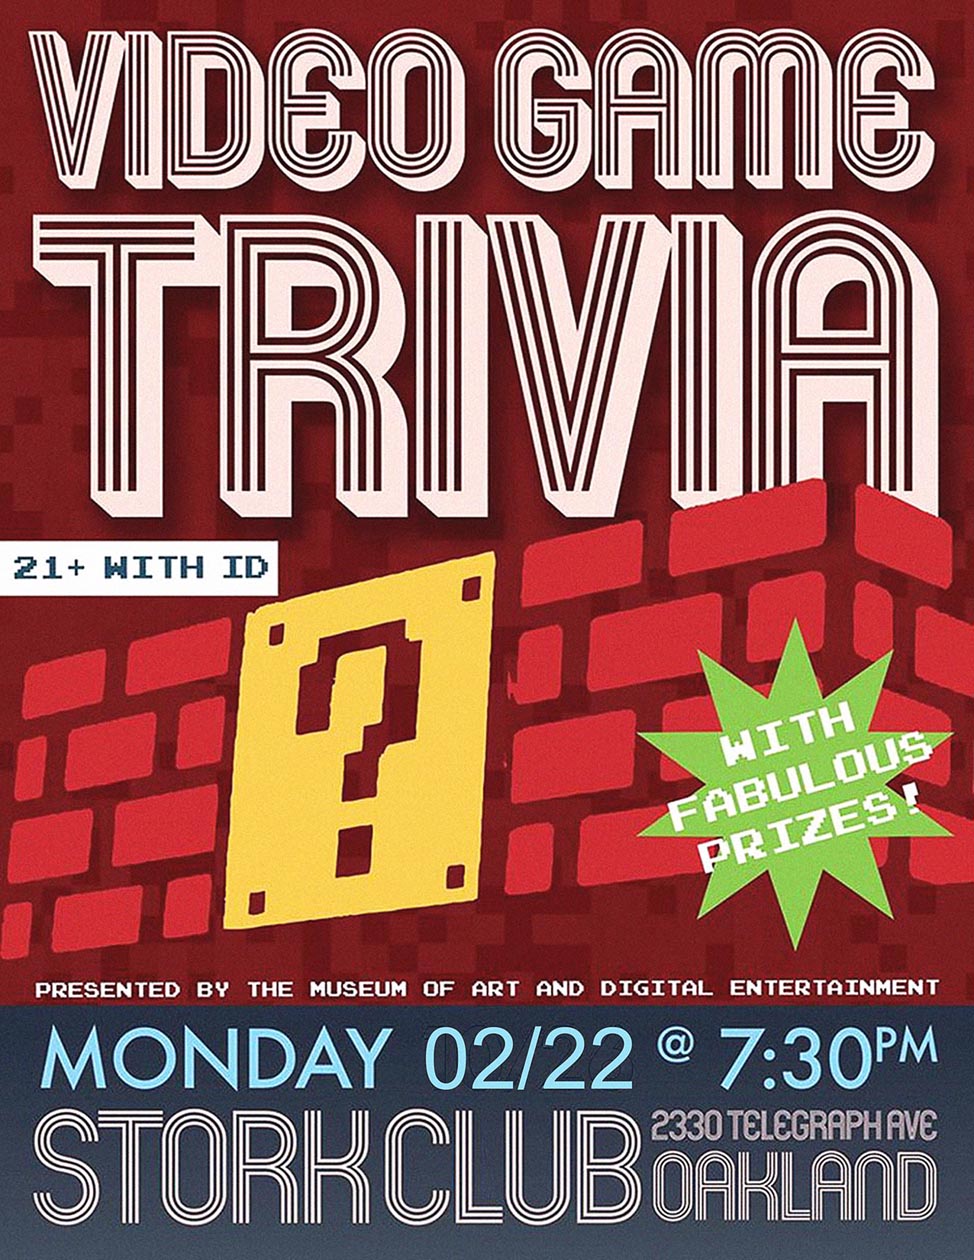 VIDEO GAME
TRIVIA
21+ WITH ID
?
WITH
FABULOUS
PRIZES!
PRESENTED BY THE MUSEUM OF ART AND DIGITAL ENTERTAINMENT
MONDAY 02/22 @ 7:30PM
STORK CLUB
2330 TELEGRAPH AVE
OAKLAND